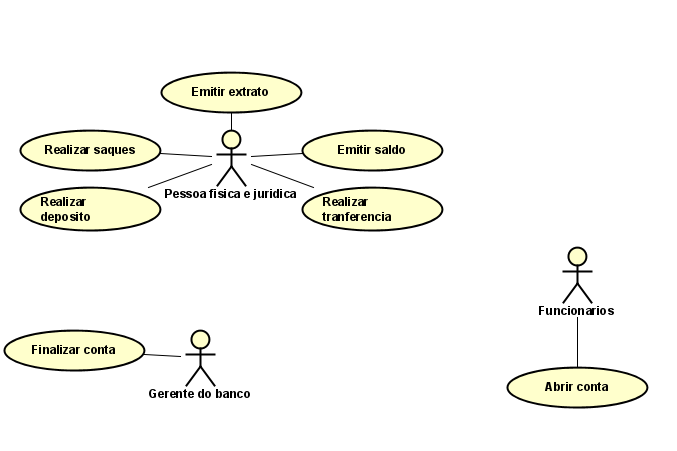 Emitir extrato
Realizar saques
Emitir saldo
Pessoa fisica e juridica
Realizar
deposito
Realizar
tranferencia
Funcionarios
Finalizar conta
Gerente do banco
Abrir conta